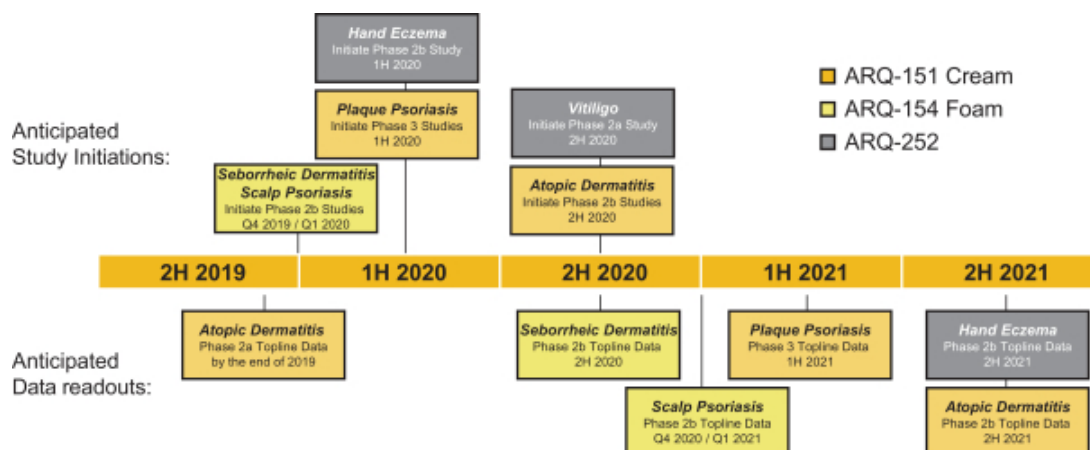 Hand Eczema
Initiate Phase 2b Study
1H 2020
Plaque Psoriasis
Initiate Phase 3 Studies
1H 2020
Vitiligo
Initiate Phase 2a Study
2H 2020
ARQ-151 Cream
ARQ-154 Foam
ARQ-252
Anticipated
Study Initiations:
Seborrheic Dermatitis
Scalp Psoriasis
Initiate Phase 2b Studies
Q4 2019 / Q1 2020
Atopic Dermatitis
Initiate Phase 2b Studies
2H 2020
2H 2019
1H 2020
2H 2020
1H 2021
2H 2021
Anticipated
Data readouts:
Atopic Dermatitis
Phase 2a Topline Data
by the end of 2019
Seborrheic Dermatitis
Phase 2b Topline Data
2H 2020
Scalp Psoriasis
Phase 2b Topline Data
Q4 2020 / Q1 2021
Plaque Psoriasis
Phase 3 Topline Data
1H 2021
Hand Eczema
Phase 2b Topline Data
2H 2021
Atopic Dermatitis
Phase 2b Topline Data
2H 2021